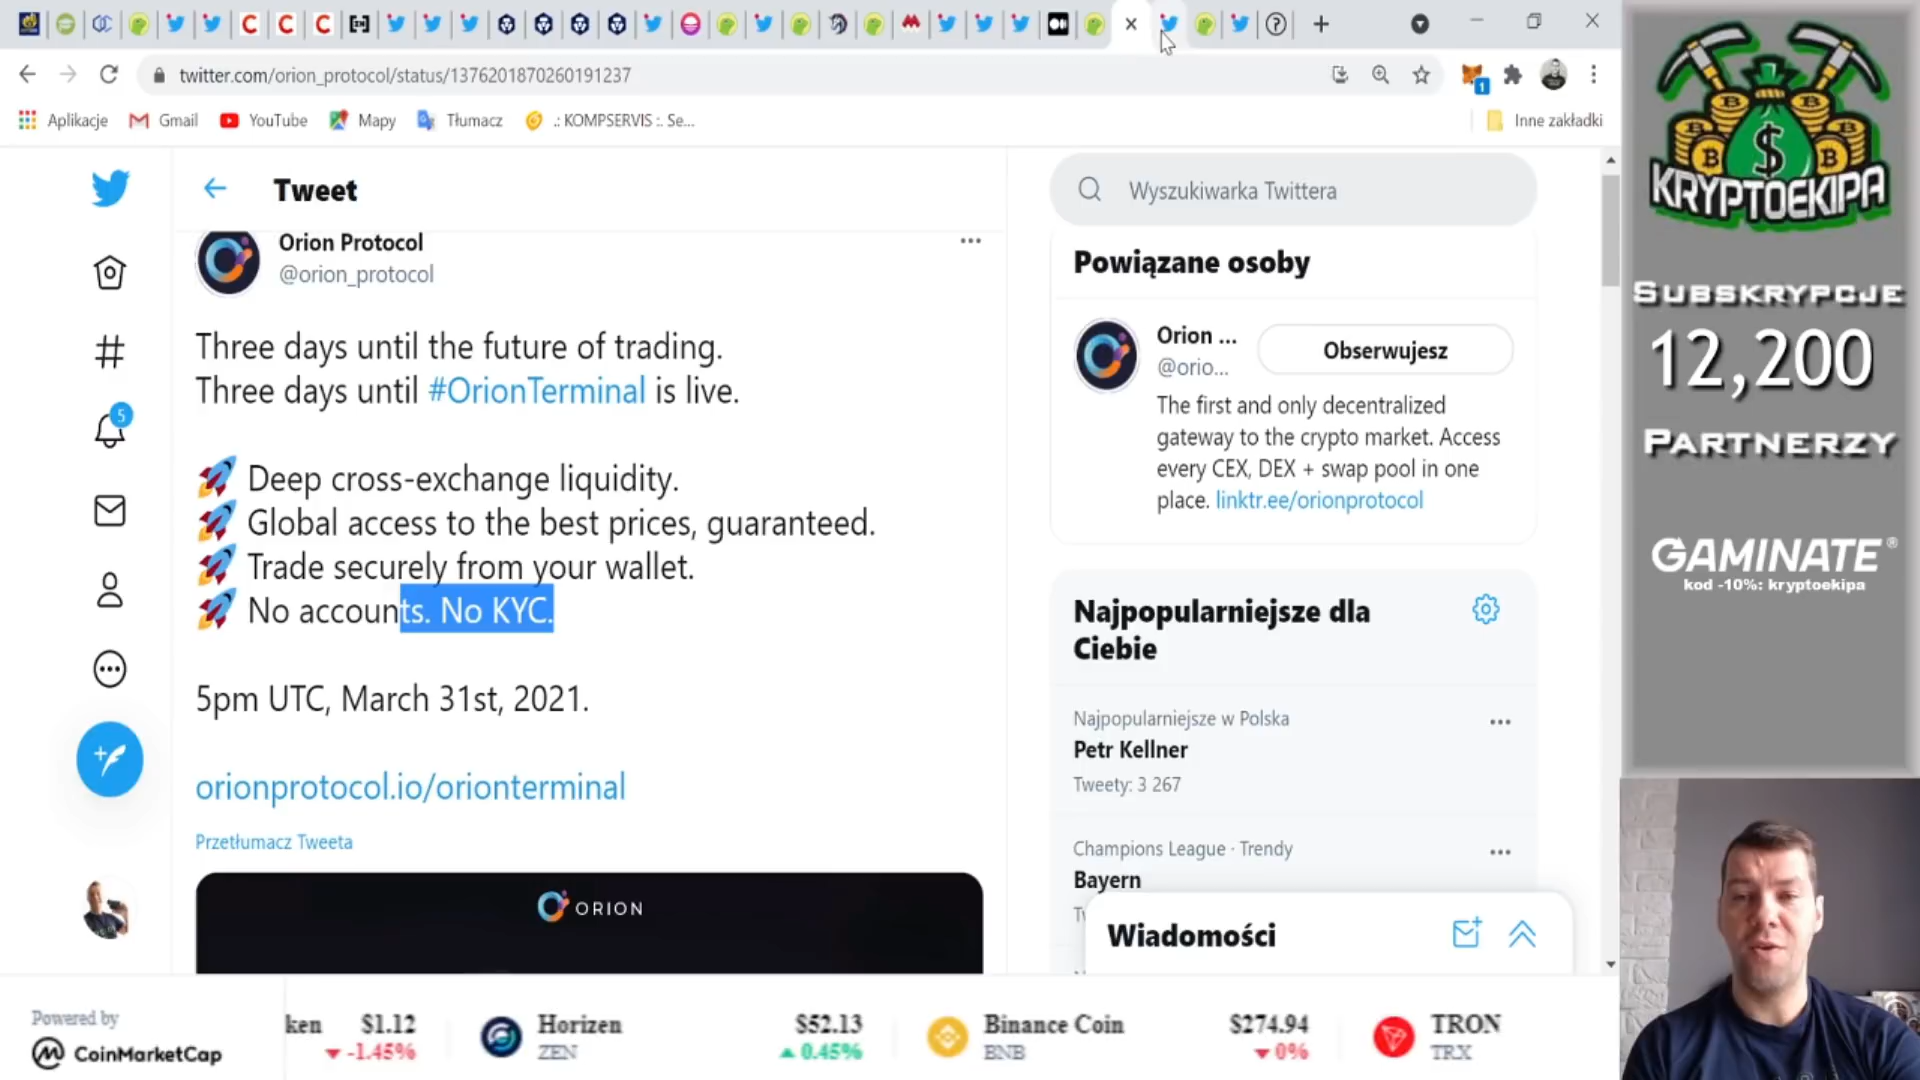 twitter.com/orion_protocol/status/1376201870260191237
1
Aplikacje
Gmail
YouTube
Mapy
Tłumacz
.: KOMPSERVIS :. Se...
Inne zakładki
Tweet
Wyszukiwarka Twittera
Orion Protocol
@orion_protocol
Three days until the future of trading.
Three days until #OrionTerminal is live.
Deep cross-exchange liquidity.
Global access to the best prices, guaranteed.
Trade securely from your wallet.
No accounts. No KYC.
5pm UTC, March 31st, 2021.
orionprotocol.io/orionterminal
Przetłumacz Tweeta
ORION
5
Powiązane osoby
Orion ...
@orio...
Obserwujesz
The first and only decentralized
gateway to the crypto market. Access
every CEX, DEX + swap pool in one
place. linktr.ee/orionprotocol
Najpopularniejsze dla
Ciebie
Najpopularniejsze w Polska
Petr Kellner
Tweety: 3 267
Champions League · Trendy
Bayern
Wiadomości
KRYPTOEKIPA
SUBSKRYPCJE
12,200
PARTNERZY
GAMINATE®
kod -10%: kryptoekipa
Powered by
CoinMarketCap
ken $1.12
-1.45%
Horizen $52.13
ZEN 0.45%
Binance Coin $274.94
BNB 0%
TRON
TRX